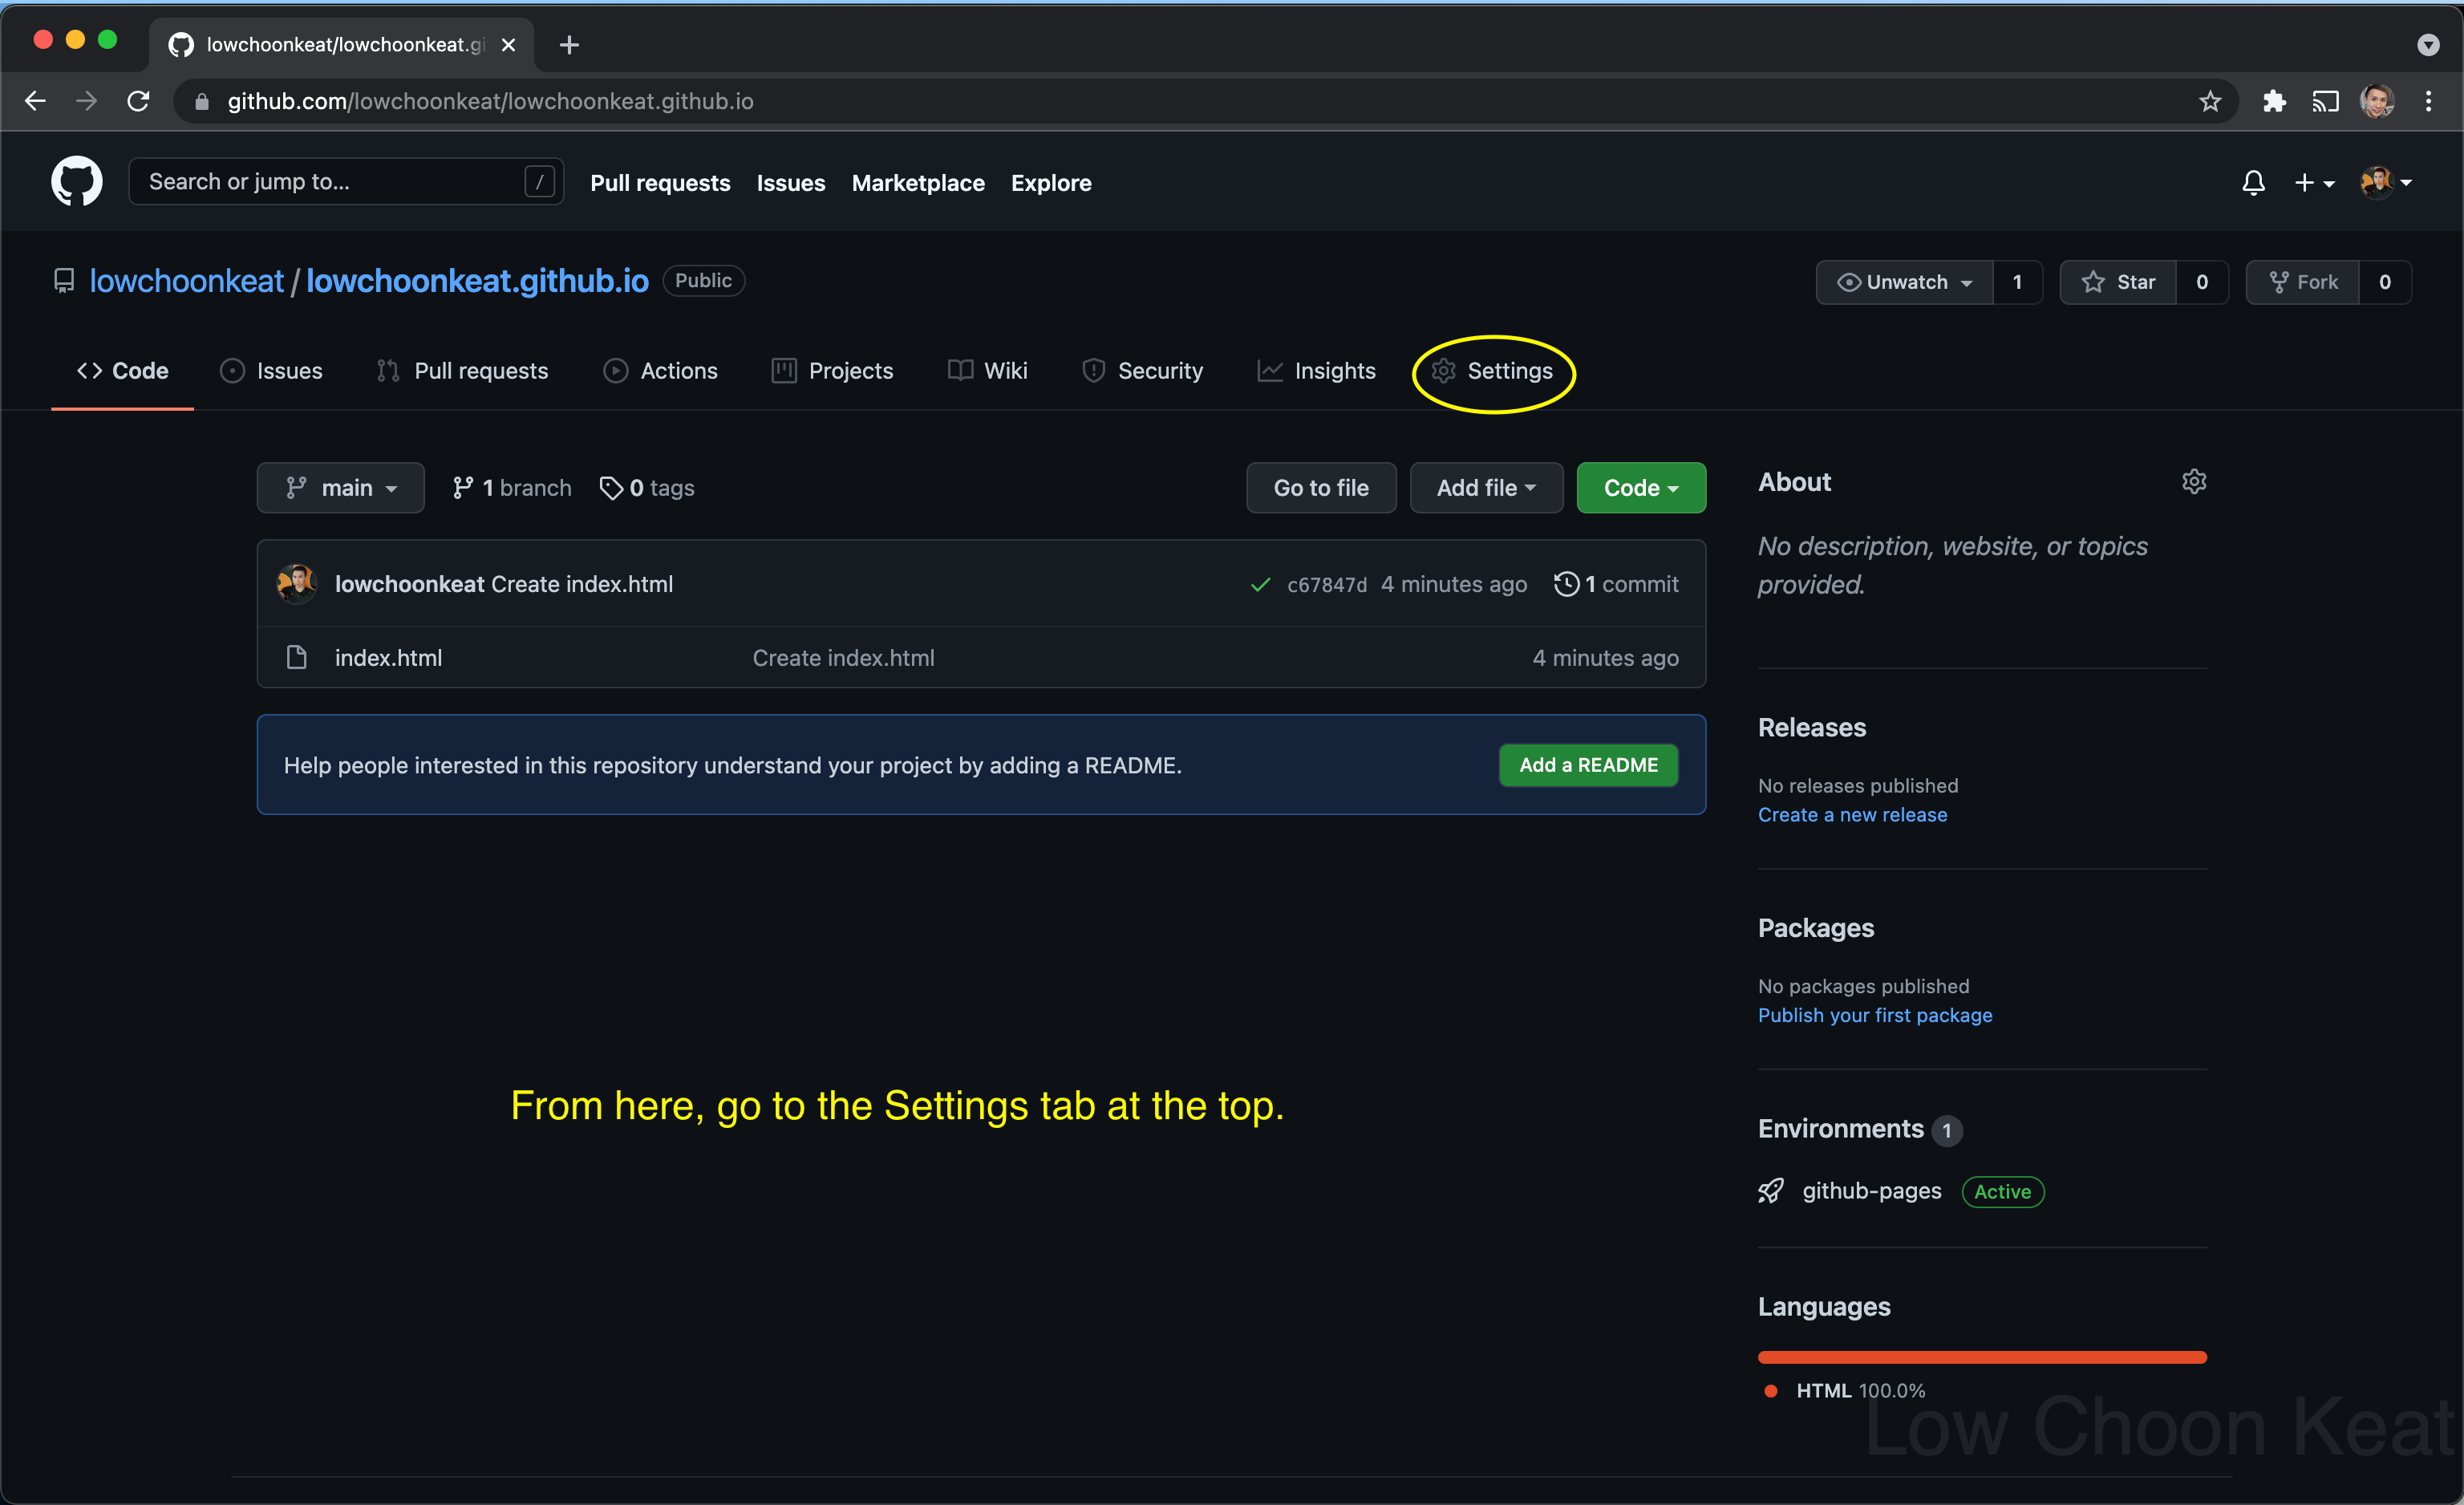 lowchoonkeat/lowchoonkeat.gi
github.com/lowchoonkeat/lowchoonkeat.github.io
Search or jump to... / Pull requests Issues Marketplace Explore
lowchoonkeat / lowchoonkeat.github.io Public Unwatch 1 Star 0 Fork 0
Code Issues Pull requests Actions Projects Wiki Security Insights Settings
main 1 branch 0 tags Go to file Add file Code
lowchoonkeat Create index.html c67847d 4 minutes ago 1 commit
index.html Create index.html 4 minutes ago
Help people interested in this repository understand your project by adding a README. Add a README
From here, go to the Settings tab at the top.
About
No description, website, or topics
provided.
Releases
No releases published
Create a new release
Packages
No packages published
Publish your first package
Environments 1
github-pages Active
Languages
HTML 100.0%
Low Choon Keat